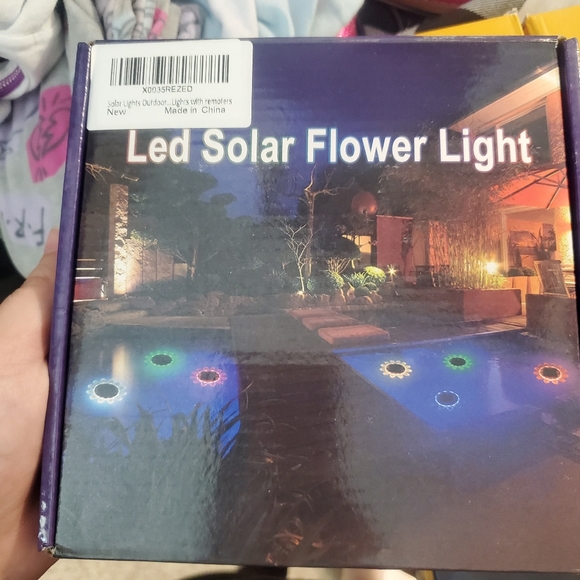 X0035REZED
Solar Lights Outdoor...Lights with remoters
New
Made in China
Led Solar Flower Light